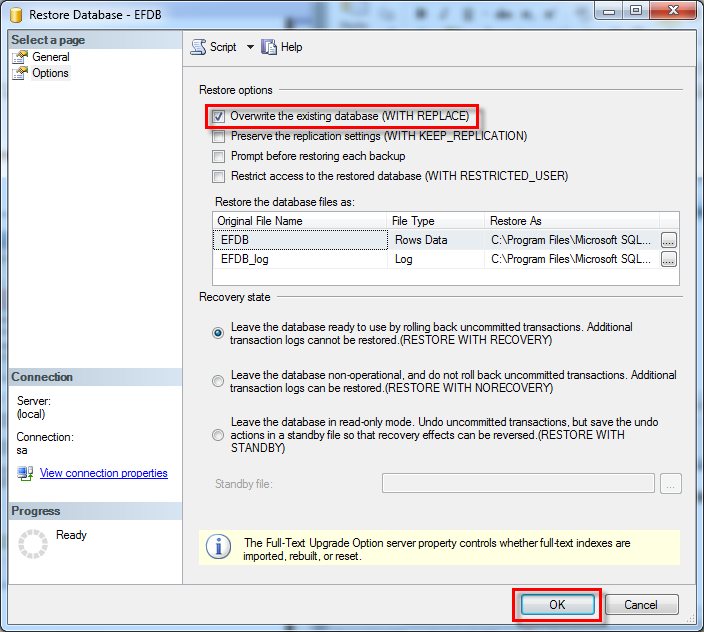 Restore Database - EFDB
Select a page
General
Options
Script
Help
Restore options
Overwrite the existing database (WITH REPLACE)
Preserve the replication settings (WITH KEEP_REPLICATION)
Prompt before restoring each backup
Restrict access to the restored database (WITH RESTRICTED_USER)
Restore the database files as:
Original File Name File Type Restore As
EFDB Rows Data C:\Program Files\Microsoft SQL... ...
EFDB_log Log C:\Program Files\Microsoft SQL... ...
Recovery state
Leave the database ready to use by rolling back uncommitted transactions. Additional
transaction logs cannot be restored.(RESTORE WITH RECOVERY)
Leave the database non-operational, and do not roll back uncommitted transactions. Additional
transaction logs can be restored.(RESTORE WITH NORECOVERY)
Leave the database in read-only mode. Undo uncommitted transactions, but save the undo
actions in a standby file so that recovery effects can be reversed.(RESTORE WITH
STANDBY)
Standby file:
...
Connection
Server:
(local)
Connection:
sa
View connection properties
Progress
Ready
The Full-Text Upgrade Option server property controls whether full-text indexes are
imported, rebuilt, or reset.
OK
Cancel